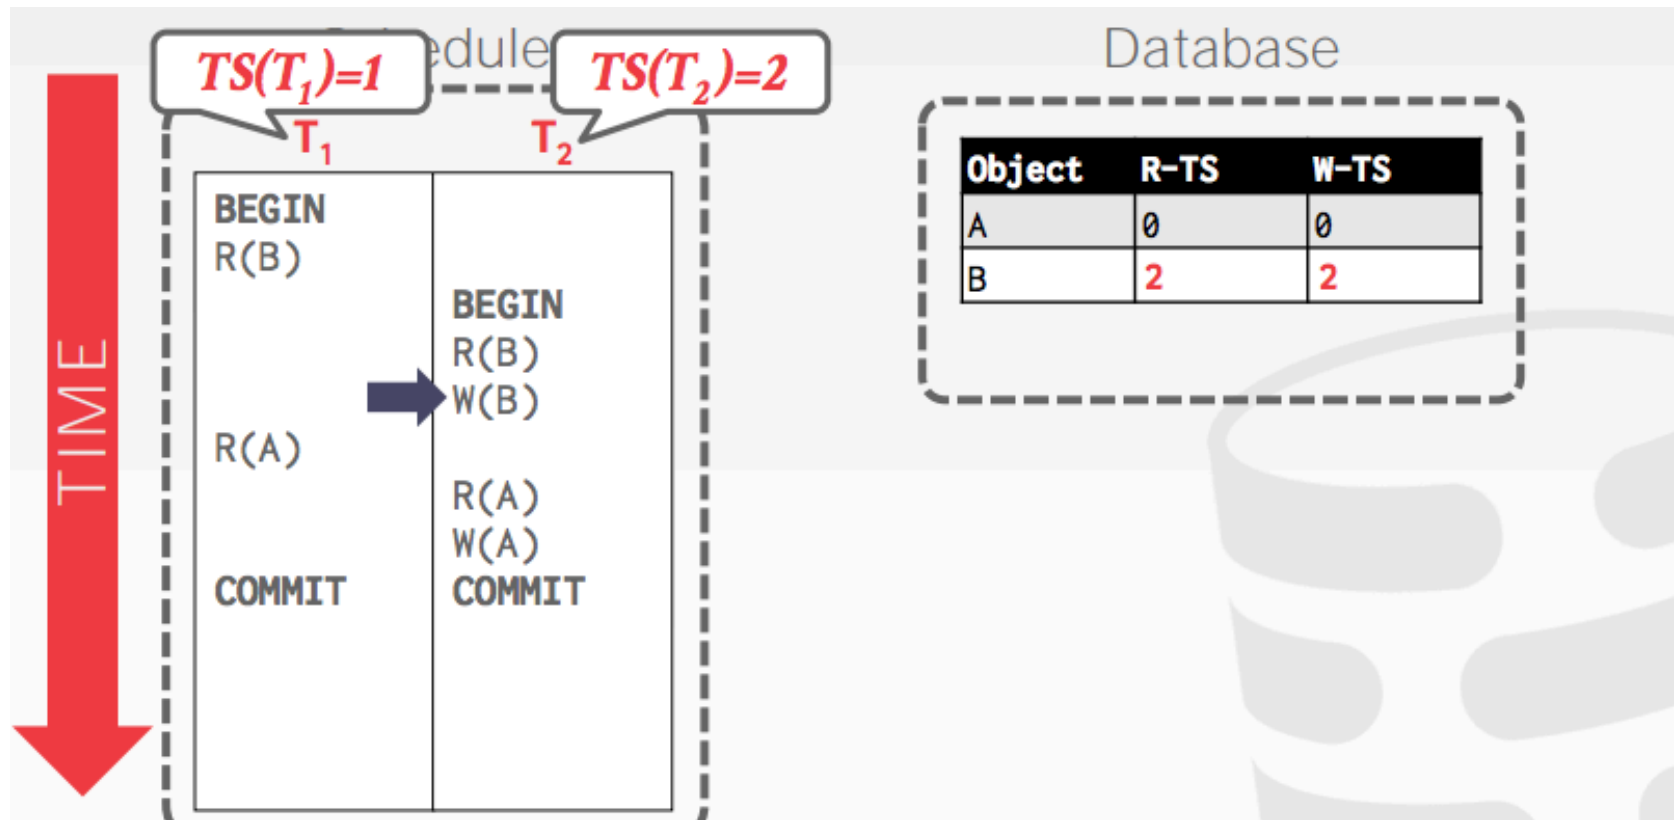 TS(T1)=1
TS(T2)=2
Database
T1
T2
BEGIN
R(B)
BEGIN
R(B)
W(B)
R(A)
R(A)
W(A)
COMMIT
COMMIT
TIME
Object R-TS W-TS
A 0 0
B 2 2